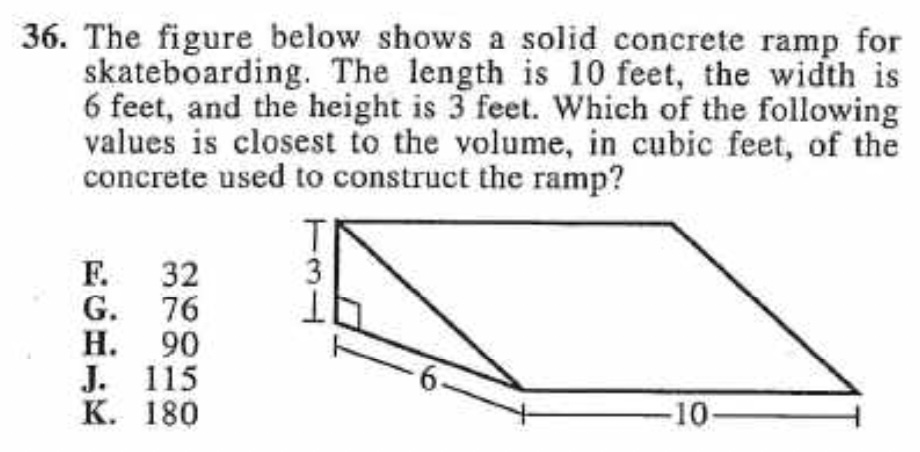 36. The figure below shows a solid concrete ramp for
skateboarding. The length is 10 feet, the width is
6 feet, and the height is 3 feet. Which of the following
values is closest to the volume, in cubic feet, of the
concrete used to construct the ramp?
F. 32
G. 76
H. 90
J. 115
K. 180
3
6
10